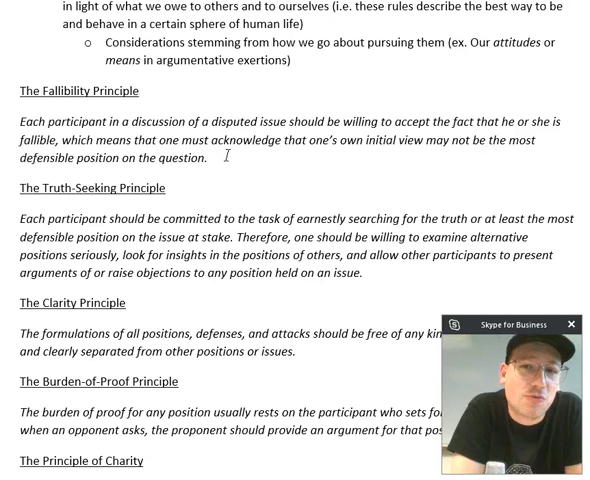 in light of what we owe to others and to ourselves (i.e. these rules describe the best way to be
and behave in a certain sphere of human life)
o Considerations stemming from how we go about pursuing them (ex. Our attitudes or
means in argumentative exertions)
The Fallibility Principle
Each participant in a discussion of a disputed issue should be willing to accept the fact that he or she is
fallible, which means that one must acknowledge that one's own initial view may not be the most
defensible position on the question.
The Truth-Seeking Principle
Each participant should be committed to the task of earnestly searching for the truth or at least the most
defensible position on the issue at stake. Therefore, one should be willing to examine alternative
positions seriously, look for insights in the positions of others, and allow other participants to present
arguments of or raise objections to any position held on an issue.
The Clarity Principle
The formulations of all positions, defenses, and attacks should be free of any
and clearly separated from other positions or issues.
The Burden-of-Proof Principle
The burden of proof for any position usually rests on the participant who sets
when an opponent asks, the proponent should provide an argument for that
The Principle of Charity
Skype for Business